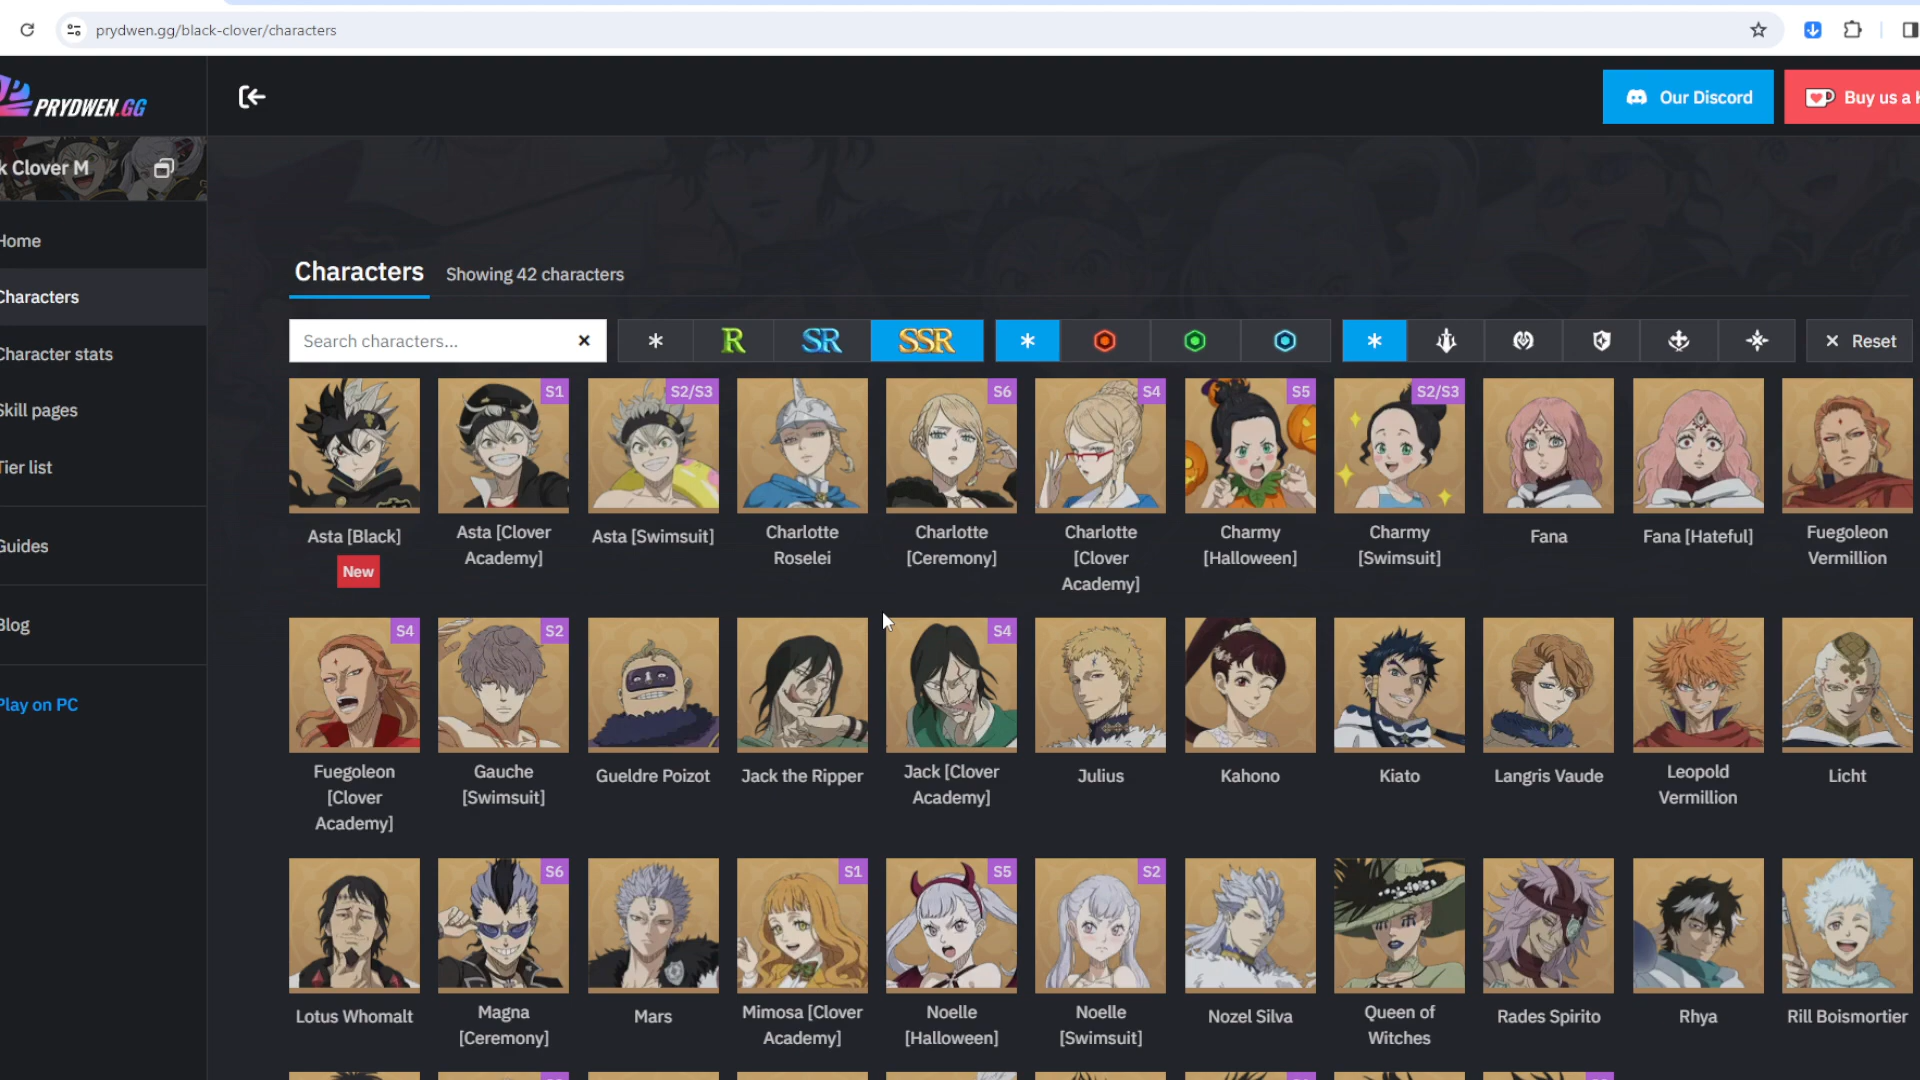 prydwen.gg/black-clover/characters
PRYDWEN.GG
Our Discord
Buy us a
k Clover M
Home
Characters
Character stats
Skill pages
Tier list
Guides
Blog
Play on PC
Characters
Showing 42 characters
Search characters...
R
SR
SSR
Reset
S1
S2/S3
S6
S4
S5
S2/S3
Asta [Black]
New
Asta [Clover
Academy]
Asta [Swimsuit]
Charlotte
Roselei
Charlotte
[Ceremony]
Charlotte
[Clover
Academy]
Charmy
[Halloween]
Charmy
[Swimsuit]
Fana
Fana [Hateful]
Fuegoleon
Vermillion
S4
S2
S4
Fuegoleon
[Clover
Academy]
Gauche
[Swimsuit]
Gueldre Poizot
Jack the Ripper
Jack [Clover
Academy]
Julius
Kahono
Kiato
Langris Vaude
Leopold
Vermillion
Licht
S6
S1
S5
S2
Lotus Whomalt
Magna
[Ceremony]
Mars
Mimosa [Clover
Academy]
Noelle
[Halloween]
Noelle
[Swimsuit]
Nozel Silva
Queen of
Witches
Rades Spirito
Rhya
Rill Boismortier